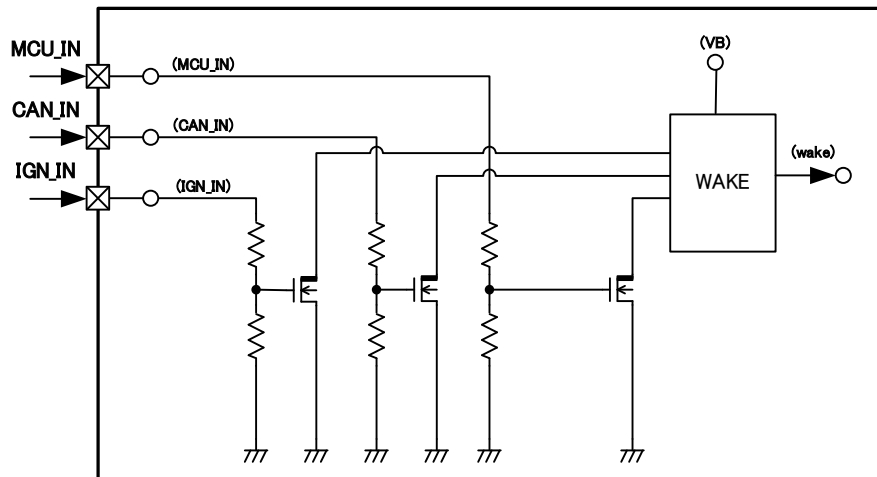 MCU_IN
(MCU_IN)
(VB)
CAN_IN
(CAN_IN)
(wake)
IGN_IN
(IGN_IN)
WAKE